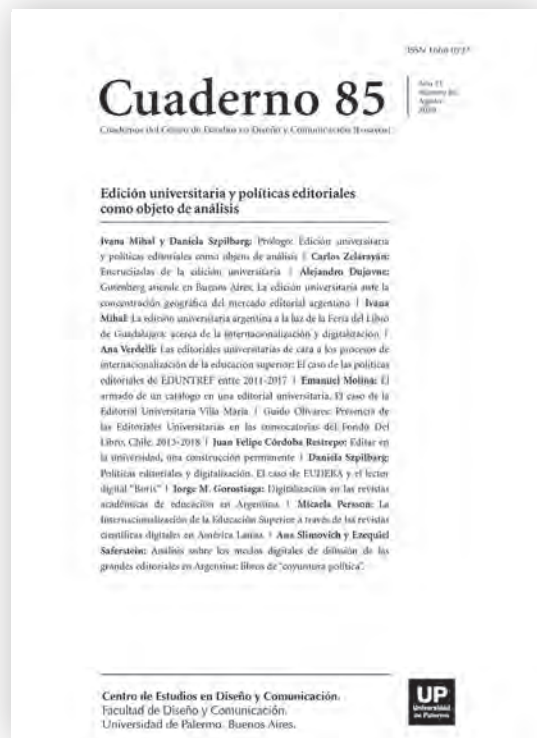 ISSN 1668-0227
Cuaderno 85
Año 21
Número 85
Agosto
2020
Cuadernos del Centro de Estudios en Diseño y Comunicación [Ensayos]
Edición universitaria y políticas editoriales
como objeto de análisis
Ivana Mihal y Daniela Szpilbarg: Prólogo: Edición universitaria
y políticas editoriales como objeto de análisis | Carlos Zelarayán:
Encrucijadas de la edición universitaria | Alejandro Dujovne:
Gutenberg atiende en Buenos Aires. La edición universitaria ante la
concentración geográfica del mercado editorial argentino | Ivana
Mihal: La edición universitaria argentina a la luz de la Feria del Libro
de Guadalajara: acerca de la internacionalización y digitalización. |
Ana Verdelli: Las editoriales universitarias de cara a los procesos de
internacionalización de la educación superior: El caso de las políticas
editoriales de EDUNTREF entre 2011-2017 | Emanuel Molina: El
armado de un catálogo en una editorial universitaria. El caso de la
Editorial Universitaria Villa María | Guido Olivares: Presencia de
las Editoriales Universitarias en las convocatorias del Fondo Del
Libro, Chile. 2013-2018 | Juan Felipe Córdoba Restrepo: Editar en
la universidad, una construcción permanente | Daniela Szpilbarg:
Políticas editoriales y digitalización. El caso de EUDEBA y el lector
digital "Boris" | Jorge M. Gorostiaga: Digitalización en las revistas
académicas de educación en Argentina. | Micaela Persson: La
Internacionalización de la Educación Superior a través de las revistas
científicas digitales en América Latina. | Ana Slimovich y Ezequiel
Saferstein: Análisis sobre los modos digitales de difusión de las
grandes editoriales en Argentina: libros de "coyuntura política".
Centro de Estudios en Diseño y Comunicación.
Facultad de Diseño y Comunicación.
Universidad de Palermo. Buenos Aires.
UP
Universidad
de Palermo